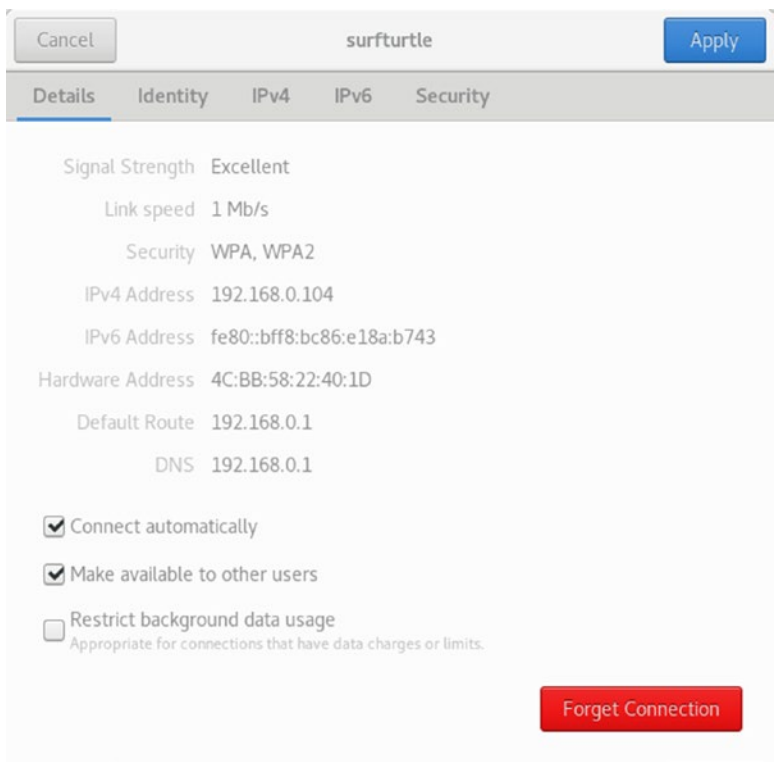 Cancel surfturtle Apply
Details Identity IPv4 IPv6 Security
Signal Strength Excellent
Link speed 1 Mb/s
Security WPA, WPA2
IPv4 Address 192.168.0.104
IPv6 Address fe80::bff8:bc86:e18a:b743
Hardware Address 4C:BB:58:22:40:1D
Default Route 192.168.0.1
DNS 192.168.0.1
Connect automatically
Make available to other users
Restrict background data usage
Appropriate for connections that have data charges or limits.
Forget Connection